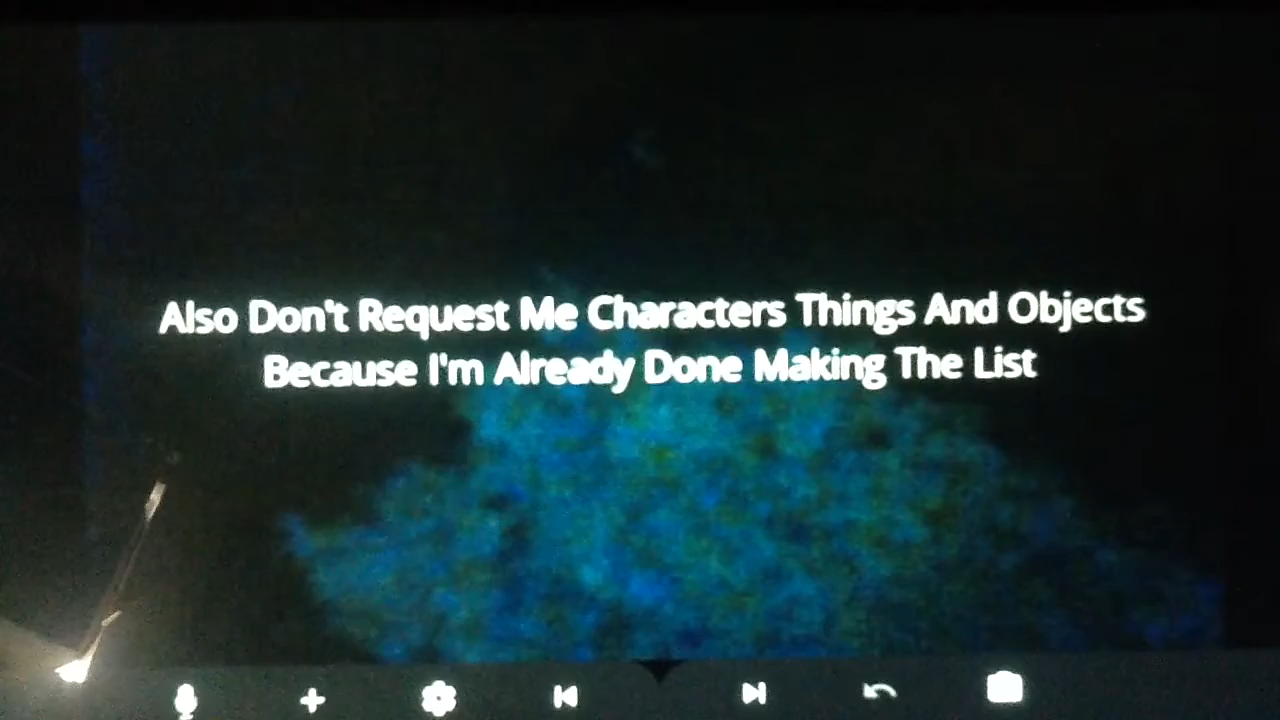 Also Don't Request Me Characters Things And Objects
Because I'm Already Done Making The List